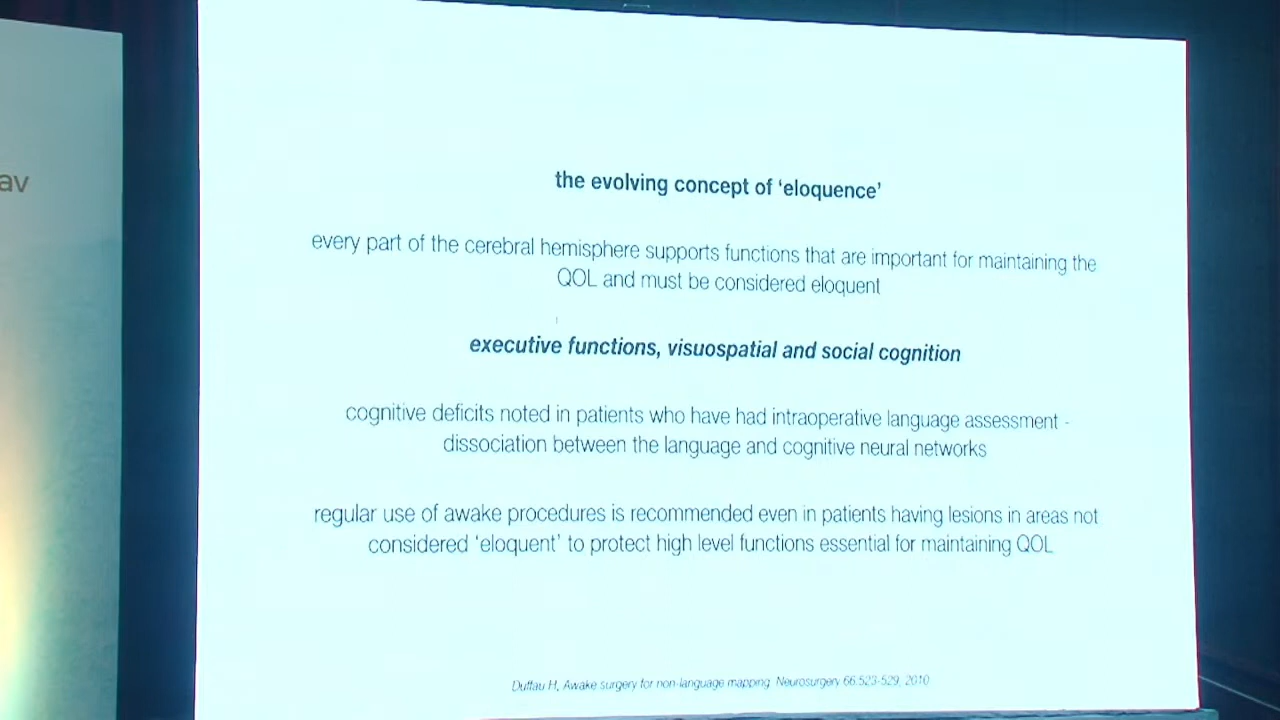 av
the evolving concept of ‘eloquence’
every part of the cerebral hemisphere supports functions that are important for maintaining the
QOL and must be considered eloquent
executive functions, visuospatial and social cognition
cognitive deficits noted in patients who have had intraoperative language assessment -
dissociation between the language and cognitive neural networks
regular use of awake procedures is recommended even in patients having lesions in areas not
considered ‘eloquent’ to protect high level functions essential for maintaining QOL
Duffau H, Awake surgery for non-language mapping. Neurosurgery 66:523-529, 2010